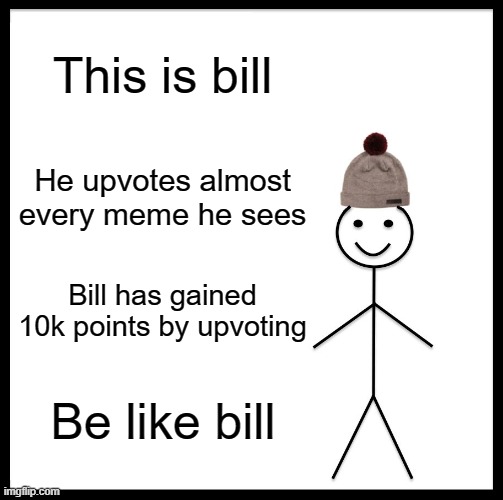 This is bill
He upvotes almost
every meme he sees
Bill has gained
10k points by upvoting
Be like bill
imgflip.com